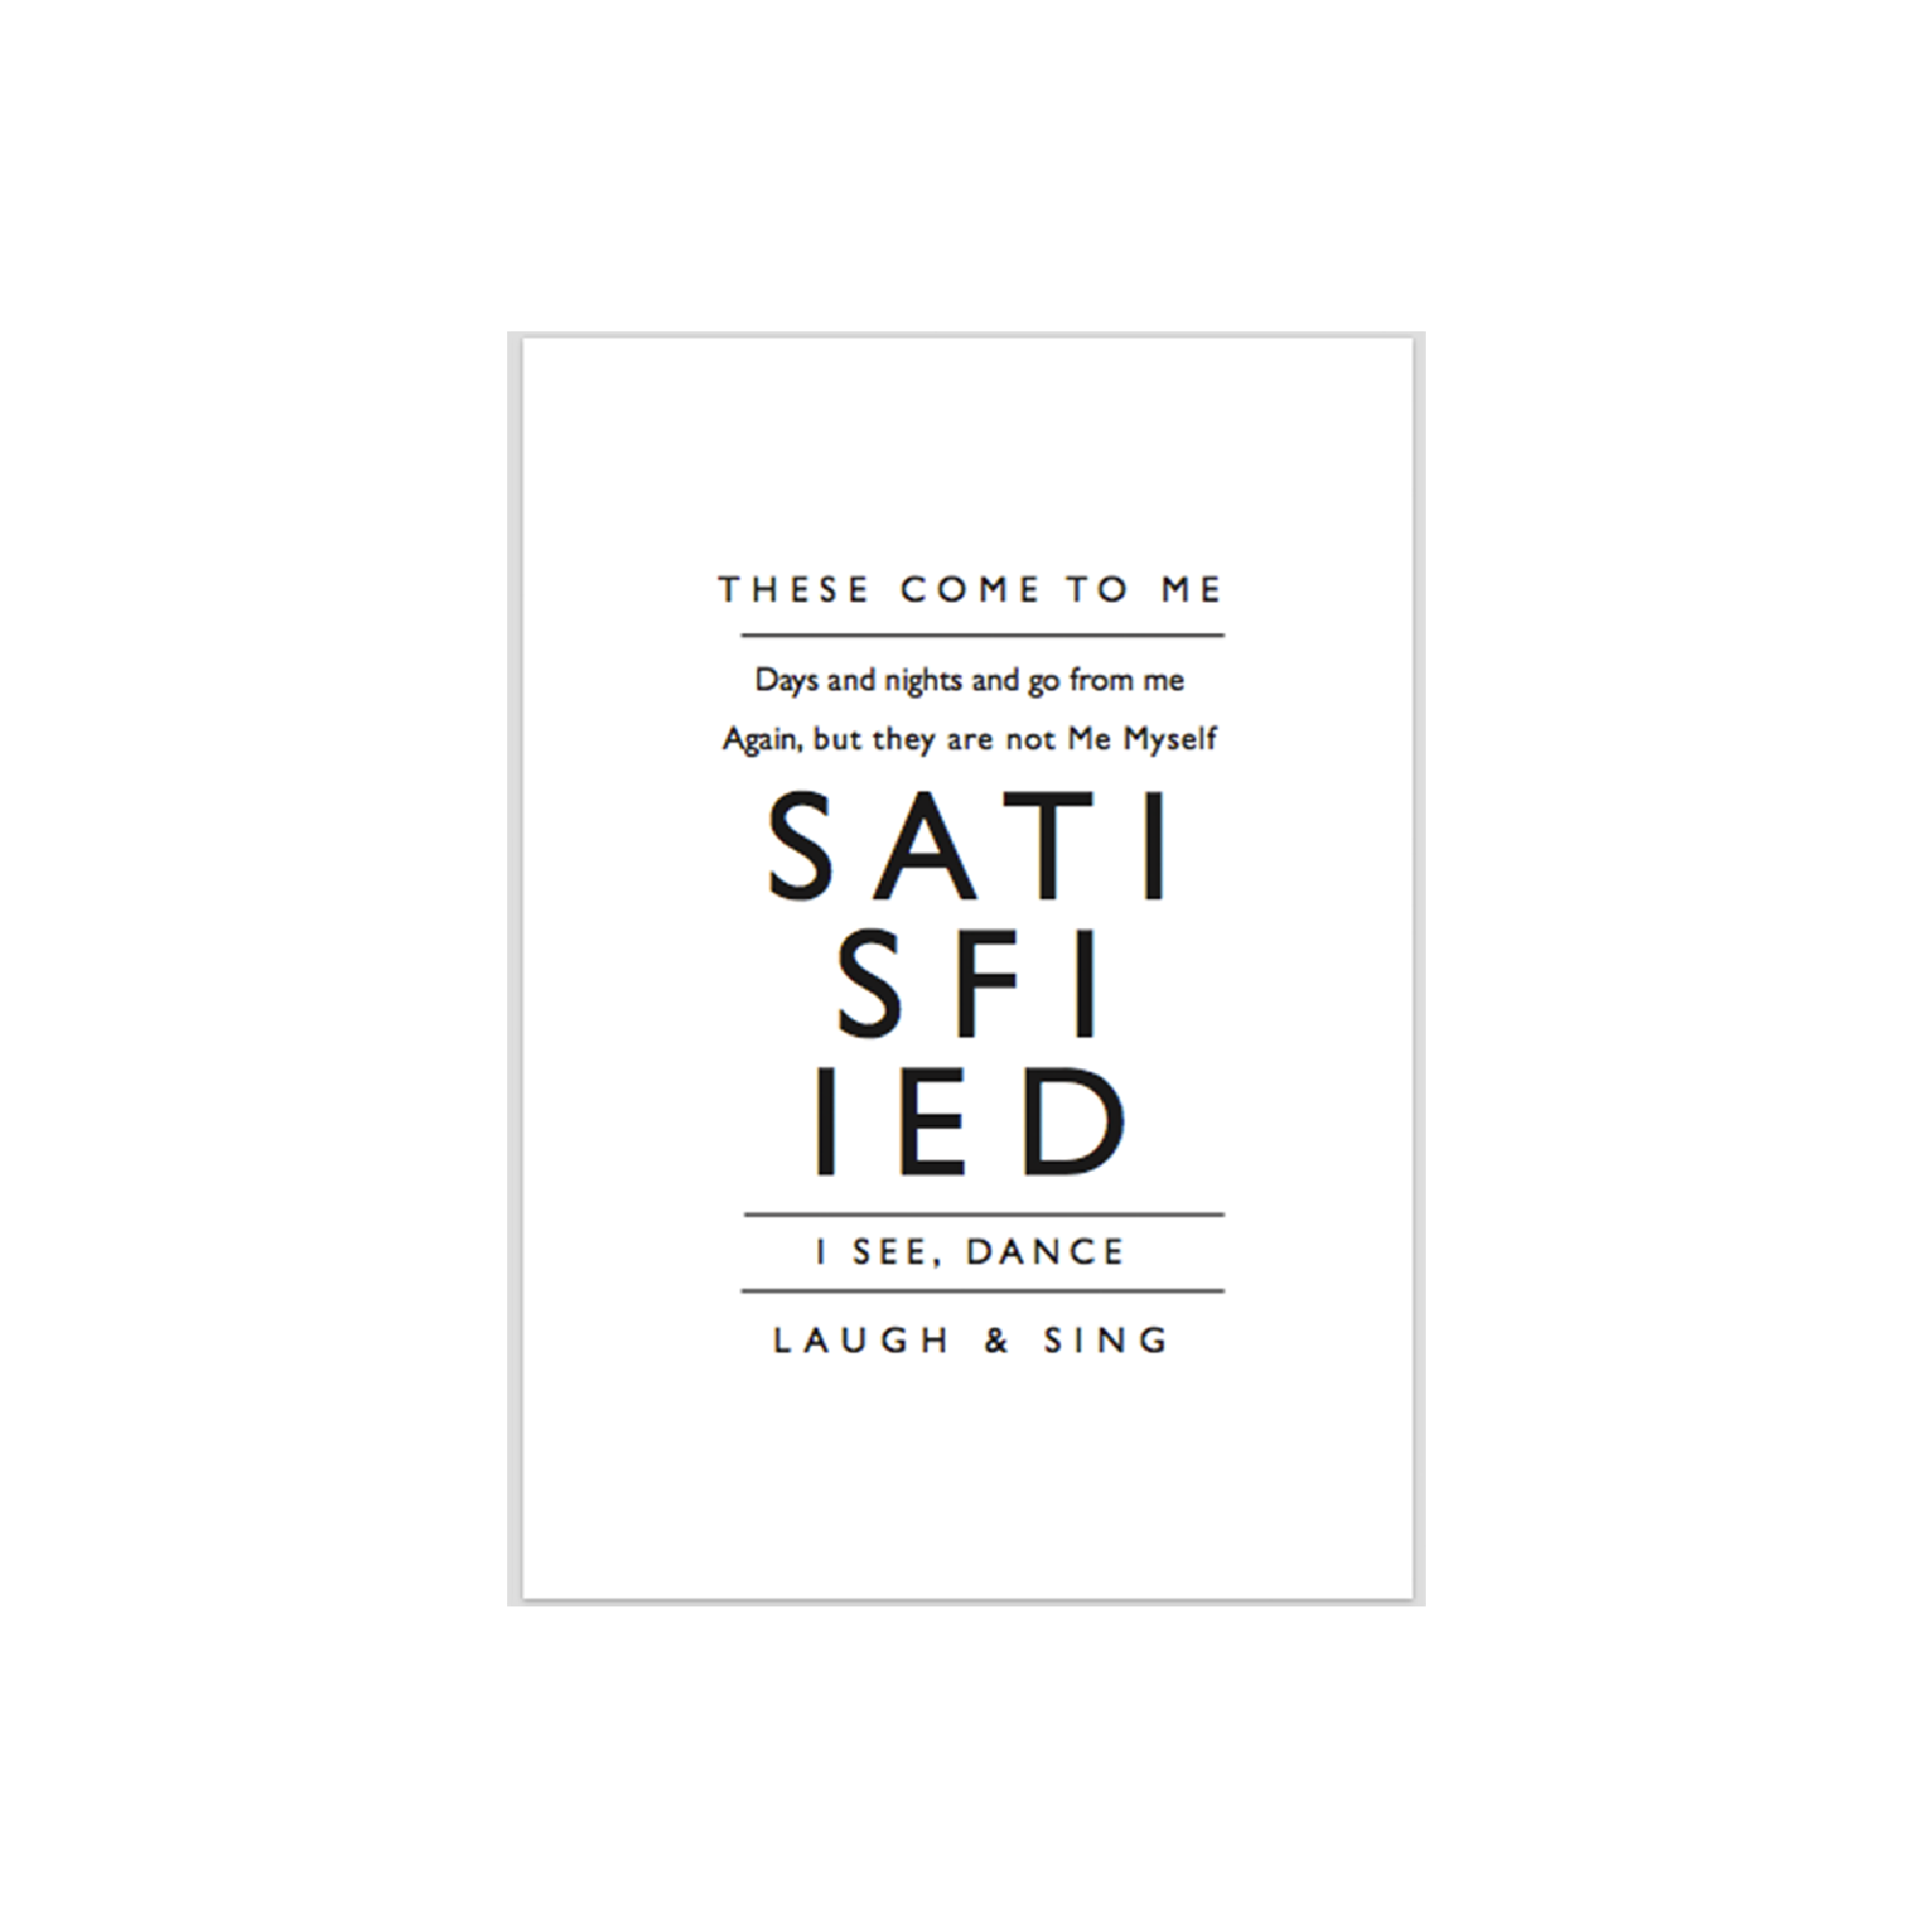 THESE COME TO ME
Days and nights and go from me
Again, but they are not Me Myself
SATI
SFI
IED
I SEE, DANCE
LAUGH & SING